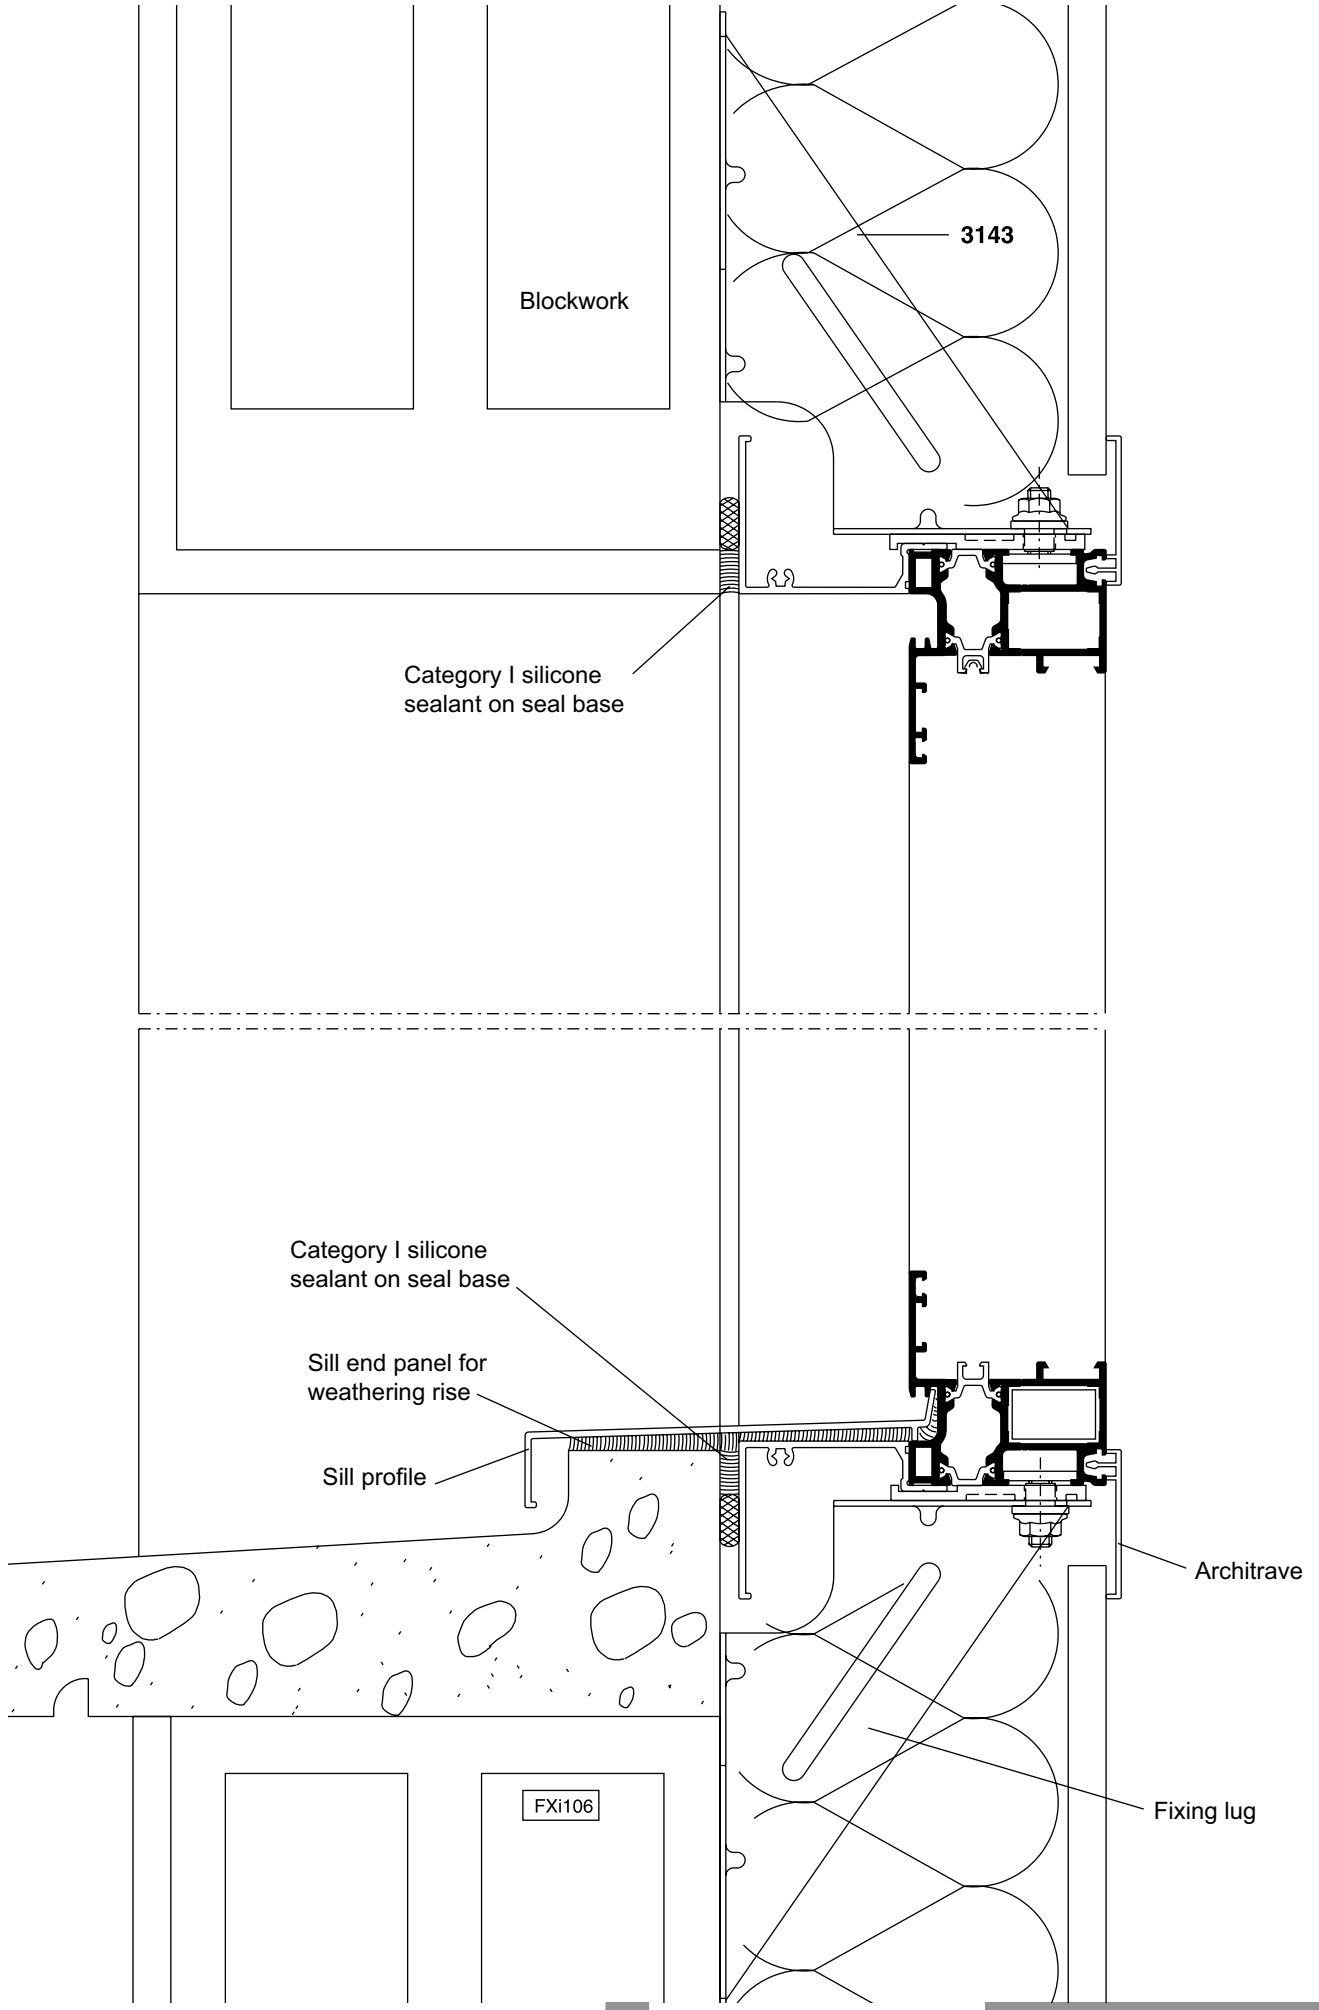 3143
Blockwork
Category I silicone
sealant on seal base
Category I silicone
sealant on seal base
Sill end panel for
weathering rise
Sill profile
Architrave
FXi106
Fixing lug